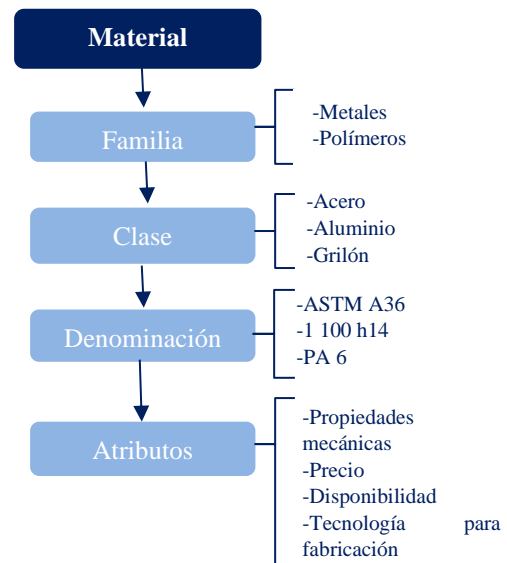 Material
Familia
-Metales
-Polímeros
Clase
-Acero
-Aluminio
-Grilón
Denominación
-ASTM A36
-1 100 h14
-PA 6
Atributos
-Propiedades
mecánicas
-Precio
-Disponibilidad
-Tecnología para
fabricación